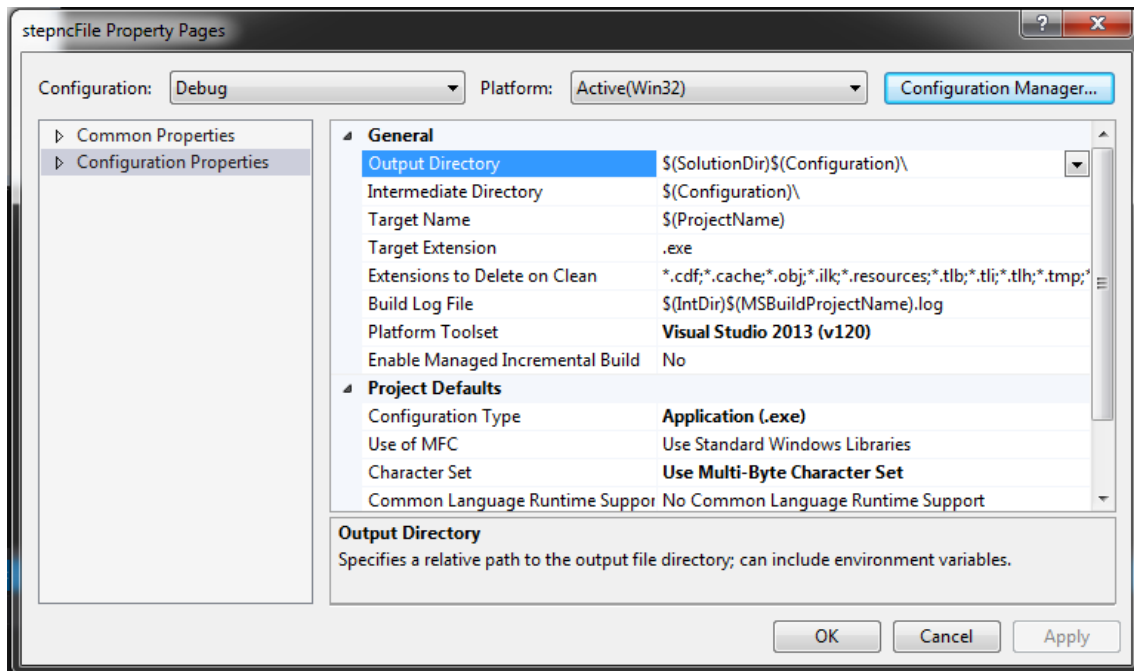 stepncFile Property Pages
Configuration: Debug Platform: Active(Win32) Configuration Manager...
Common Properties
Configuration Properties
General
Output Directory $(SolutionDir)$(Configuration)\
Intermediate Directory $(Configuration)\
Target Name $(ProjectName)
Target Extension .exe
Extensions to Delete on Clean *.cdf;*.cache;*.obj;*.ilk;*.resources;*.tlb;*.tli;*.tlh;*.tmp;*
Build Log File $(IntDir)$(MSBuildProjectName).log
Platform Toolset Visual Studio 2013 (v120)
Enable Managed Incremental Build No
Project Defaults
Configuration Type Application (.exe)
Use of MFC Use Standard Windows Libraries
Character Set Use Multi-Byte Character Set
Common Language Runtime Suppor No Common Language Runtime Support
Output Directory
Specifies a relative path to the output file directory; can include environment variables.
OK Cancel Apply